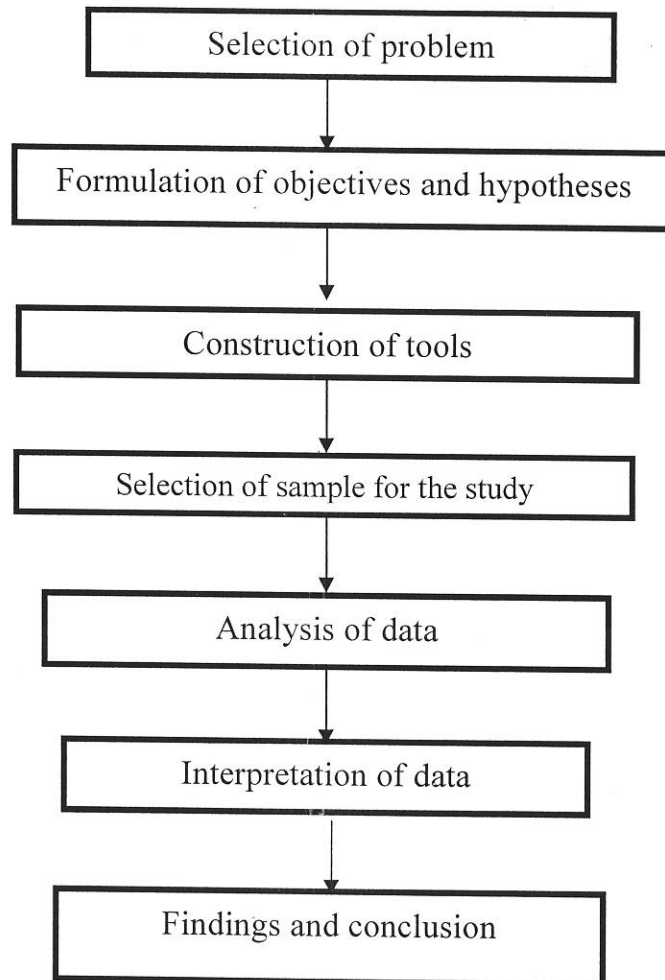 Selection of problem
Formulation of objectives and hypotheses
Construction of tools
Selection of sample for the study
Analysis of data
Interpretation of data
Findings and conclusion